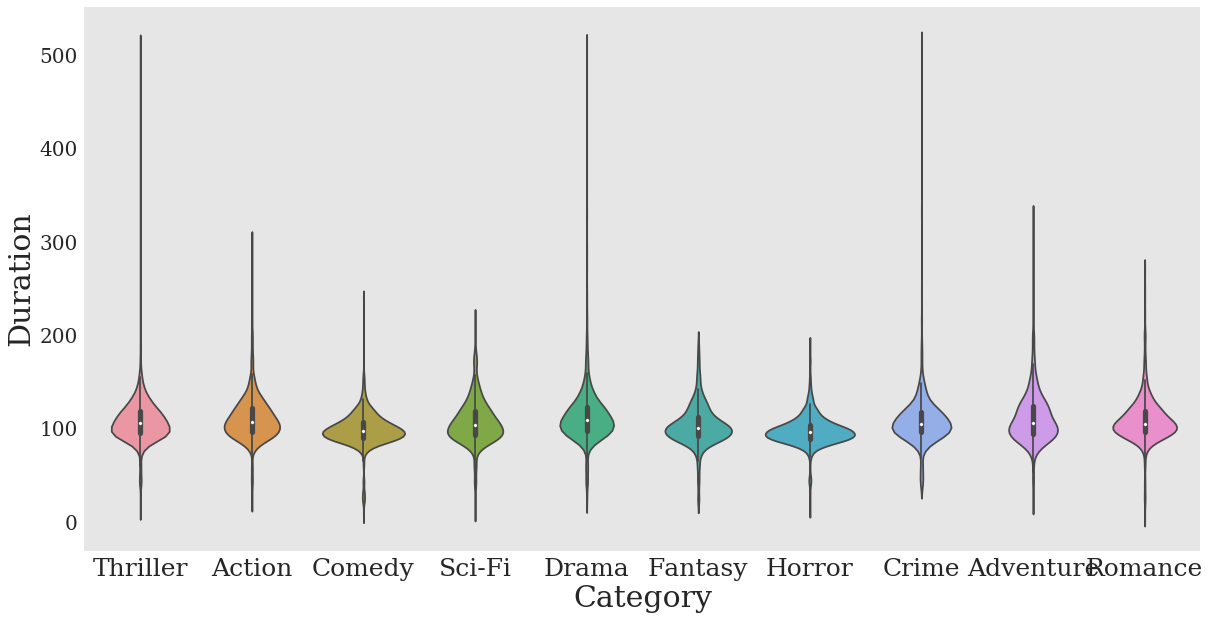 Duration
500
400
300
200
100
0
Thriller Action Comedy Sci-Fi Drama Fantasy Horror Crime Adventure Romance
Category